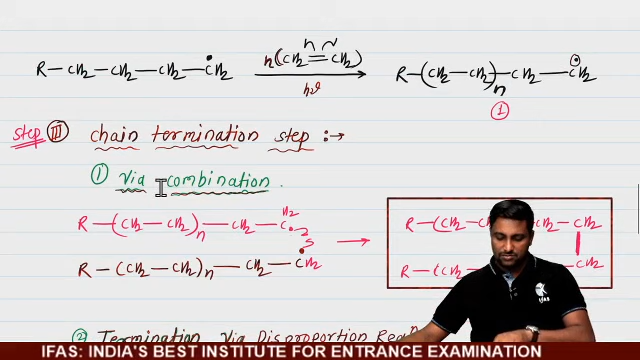 n(CH2=CH2)
R—CH2—CH2—CH2—ĊH2 hν R—(CH2—CH2)n—CH2—ĊH2
①
Step III chain termination step :→
① via combination.
R—(CH2—CH2)n—CH2—CH2 → R—(CH2 CH2—CH2
R—(CH2—CH2)n—CH2—ĊH2 R—(CH2 CH2
② Termination via Disproportion
IFAS: INDIA'S BEST INSTITUTE FOR ENTRANCE EXAMINATION